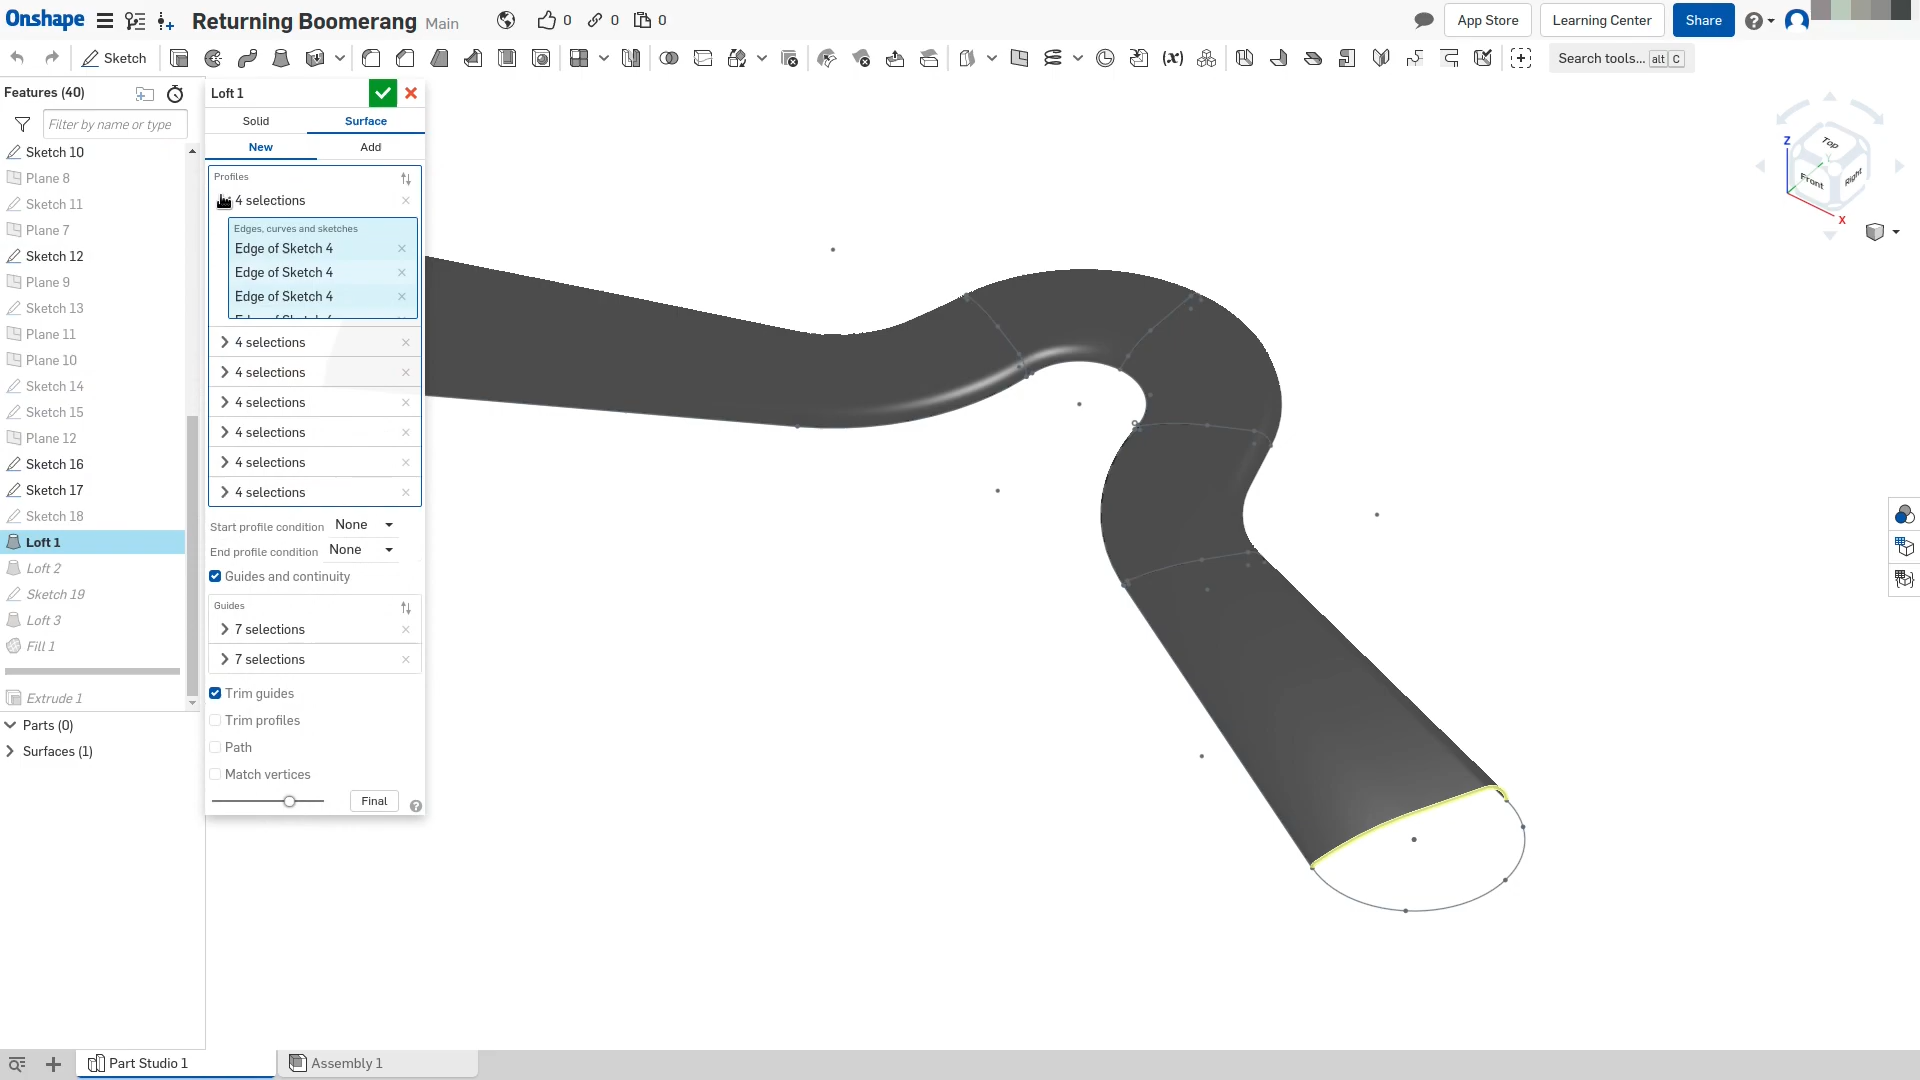 Onshape Returning Boomerang Main 0 0 0 App Store Learning Center Share
Sketch (x) Search tools... alt C
Features (40)
Filter by name or type
Sketch 10
Plane 8
Sketch 11
Plane 7
Sketch 12
Plane 9
Sketch 13
Plane 11
Plane 10
Sketch 14
Sketch 15
Plane 12
Sketch 16
Sketch 17
Sketch 18
Loft 1
Loft 2
Sketch 19
Loft 3
Fill 1
Extrude 1
Parts (0)
Surfaces (1)
Loft 1
Solid Surface
New Add
Profiles
4 selections
Edges, curves and sketches
Edge of Sketch 4
Edge of Sketch 4
Edge of Sketch 4
Edge of Sketch 4
4 selections
4 selections
4 selections
4 selections
4 selections
4 selections
Start profile condition None
End profile condition None
Guides and continuity
Guides
7 selections
7 selections
Trim guides
Trim profiles
Path
Match vertices
Final
Z
Top
Front
Right
X
Y
Part Studio 1 Assembly 1